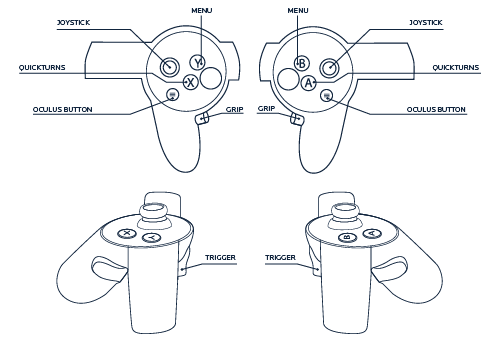 MENU
MENU
JOYSTICK
JOYSTICK
Y
B
QUICKTURNS
QUICKTURNS
X
A
OCULUS BUTTON
OCULUS BUTTON
GRIP
GRIP
X
Y
B
A
TRIGGER
TRIGGER